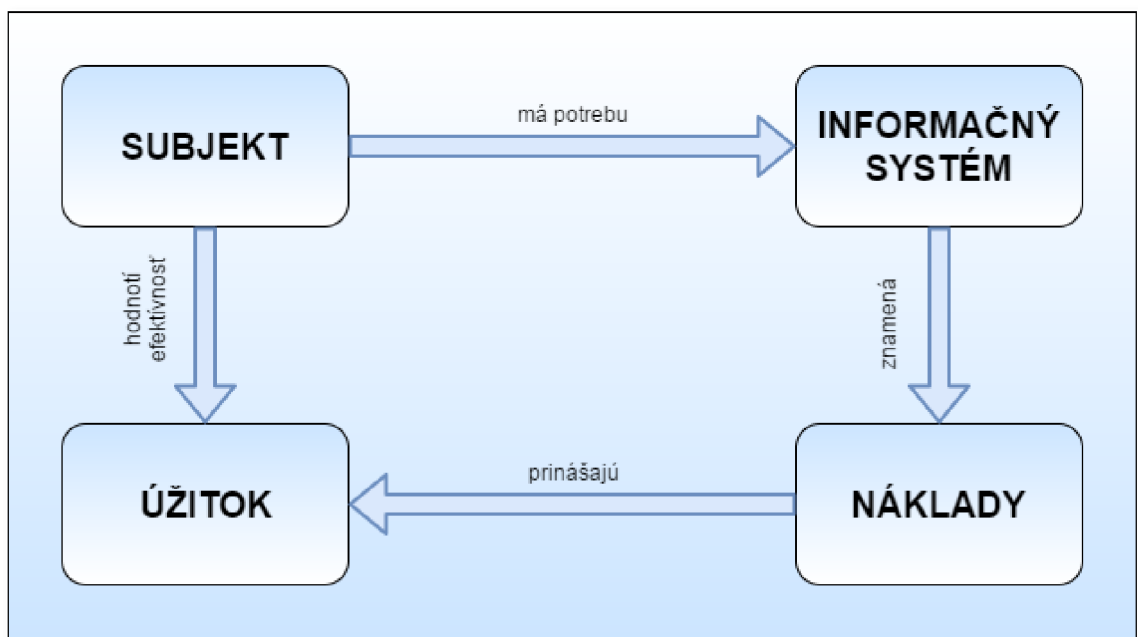 SUBJEKT
má potrebu
INFORMAČNÝ
SYSTÉM
hodnotí
efektívnosť
znamená
ÚŽITOK
prinášajú
NÁKLADY